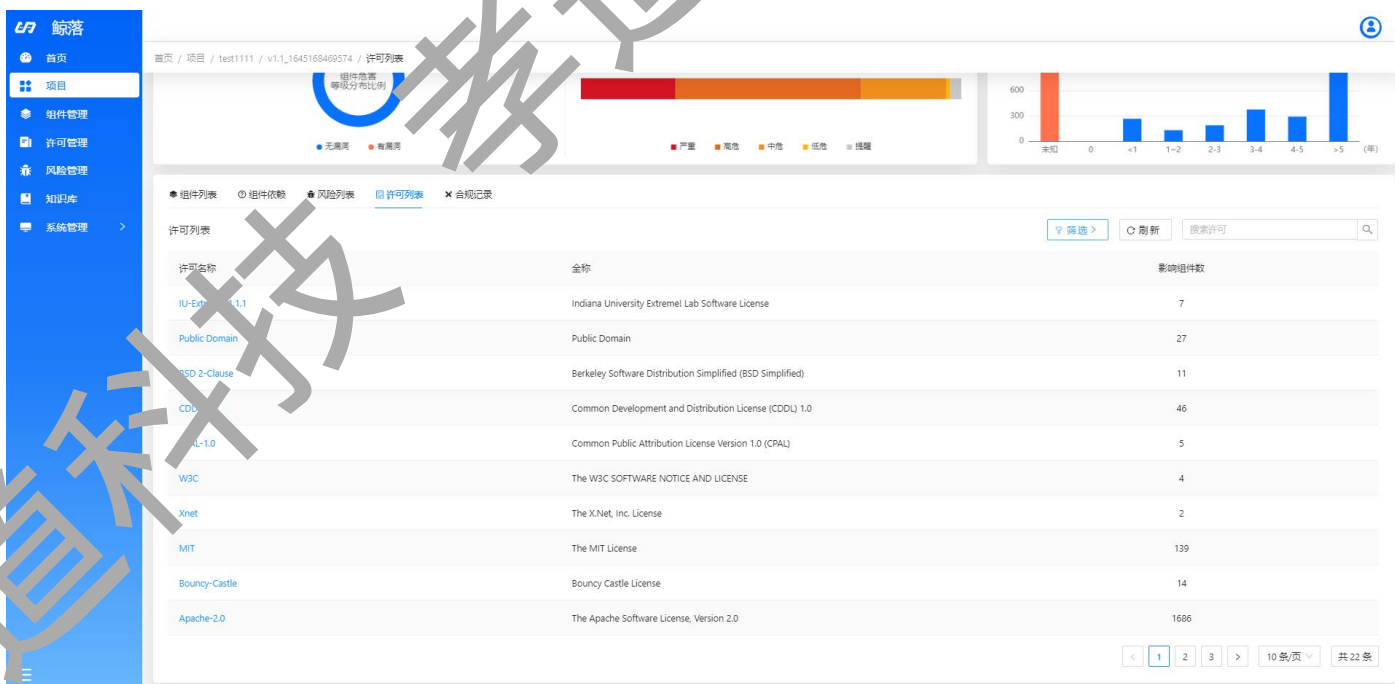 鲸落
首页
项目
组件管理
许可管理
风险管理
知识库
系统管理
首页 / 项目 / test1111 / v1.1_1645168469574 / 许可列表
组件危害
等级分布比例
无漏洞 有漏洞
严重 高危 中危 低危 提醒
600
300
0
未知 0 <1 1~2 2-3 3-4 4-5 >5 (年)
组件列表 组件依赖 风险列表 许可列表 合规记录
许可列表 筛选 刷新 搜索许可
许可名称 全称 影响组件数
1.1.1 Indiana University Extreme! Lab Software License 7
Public Domain Public Domain 27
BSD 2-Clause Berkeley Software Distribution Simplified (BSD Simplified) 11
Common Development and Distribution License (CDDL) 1.0 46
Common Public Attribution License Version 1.0 (CPAL) 5
W3C The W3C SOFTWARE NOTICE AND LICENSE 4
Xnet The X.Net, Inc. License 2
MIT The MIT License 139
Bouncy-Castle Bouncy Castle License 14
Apache-2.0 The Apache Software License, Version 2.0 1686
< 1 2 3 > 10 条/页 共 22 条
道科技